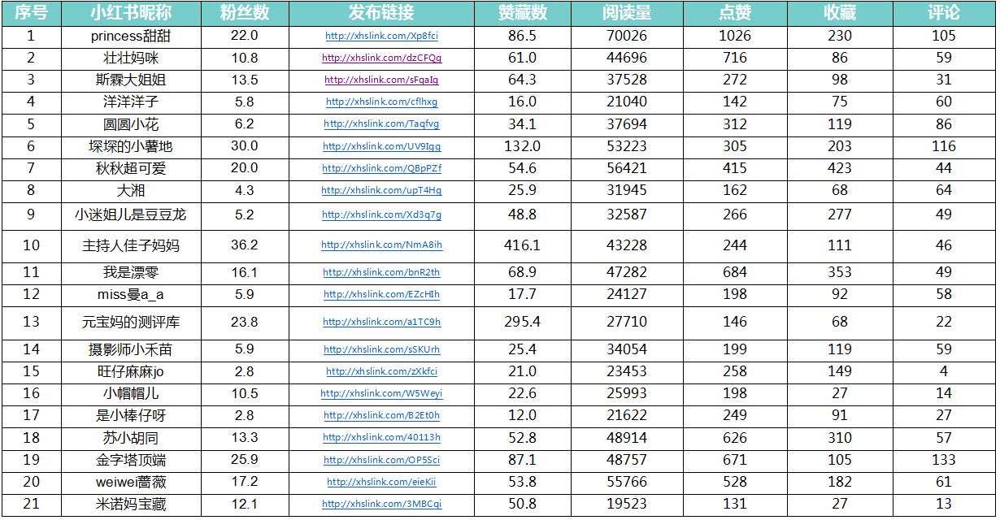 序号 小红书昵称 粉丝数 发布链接 赞藏数 阅读量 点赞 收藏 评论
1 princess甜甜 22.0 http://xhslink.com/Xp8fci 86.5 70026 1026 230 105
2 壮壮妈咪 10.8 http://xhslink.com/dzCFQq 61.0 44696 716 86 59
3 斯霖大姐姐 13.5 http://xhslink.com/sFqaIg 64.3 37528 272 98 31
4 洋洋洋子 5.8 http://xhslink.com/cflhxg 16.0 21040 142 75 60
5 圆圆小花 6.2 http://xhslink.com/Taqfvg 34.1 37694 312 119 86
6 堔堔的小薯地 30.0 http://xhslink.com/UV9Igg 132.0 53223 305 203 116
7 秋秋超可爱 20.0 http://xhslink.com/QBpPZf 54.6 56421 415 423 44
8 大湘 4.3 http://xhslink.com/upT4Hg 25.9 31945 162 68 64
9 小迷姐儿是豆豆龙 5.2 http://xhslink.com/Xd3q7g 48.8 32587 266 277 49
10 主持人佳子妈妈 36.2 http://xhslink.com/NmA8ih 416.1 43228 244 111 46
11 我是漂零 16.1 http://xhslink.com/bnR2th 68.9 47282 684 353 49
12 miss曼a_a 5.9 http://xhslink.com/EZcHIh 17.7 24127 198 92 58
13 元宝妈的测评库 23.8 http://xhslink.com/a1TC9h 295.4 27710 146 68 22
14 摄影师小禾苗 5.9 http://xhslink.com/sSKUrh 25.4 34054 199 119 59
15 旺仔麻麻jo 2.8 http://xhslink.com/zXkfci 21.0 23453 258 149 4
16 小帽帽儿 10.5 http://xhslink.com/W5Weyi 22.6 25993 198 27 14
17 是小棒仔呀 2.8 http://xhslink.com/B2Et0h 12.0 21622 249 91 27
18 苏小胡同 13.3 http://xhslink.com/40113h 52.8 48914 626 310 57
19 金字塔顶端 25.9 http://xhslink.com/OP5Sci 87.1 48757 671 105 133
20 weiwei蔷薇 17.2 http://xhslink.com/eieKii 53.8 55766 528 182 61
21 米诺妈宝藏 12.1 http://xhslink.com/3MBCqi 50.8 19523 131 27 13